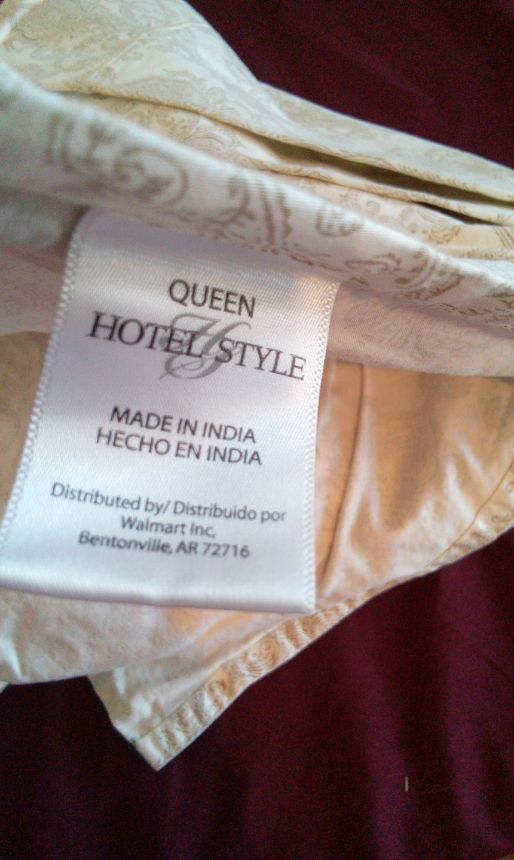 QUEEN
HOTEL STYLE
MADE IN INDIA
HECHO EN INDIA
Distributed by/ Distribuido por
Walmart Inc,
Bentonville, AR 72716